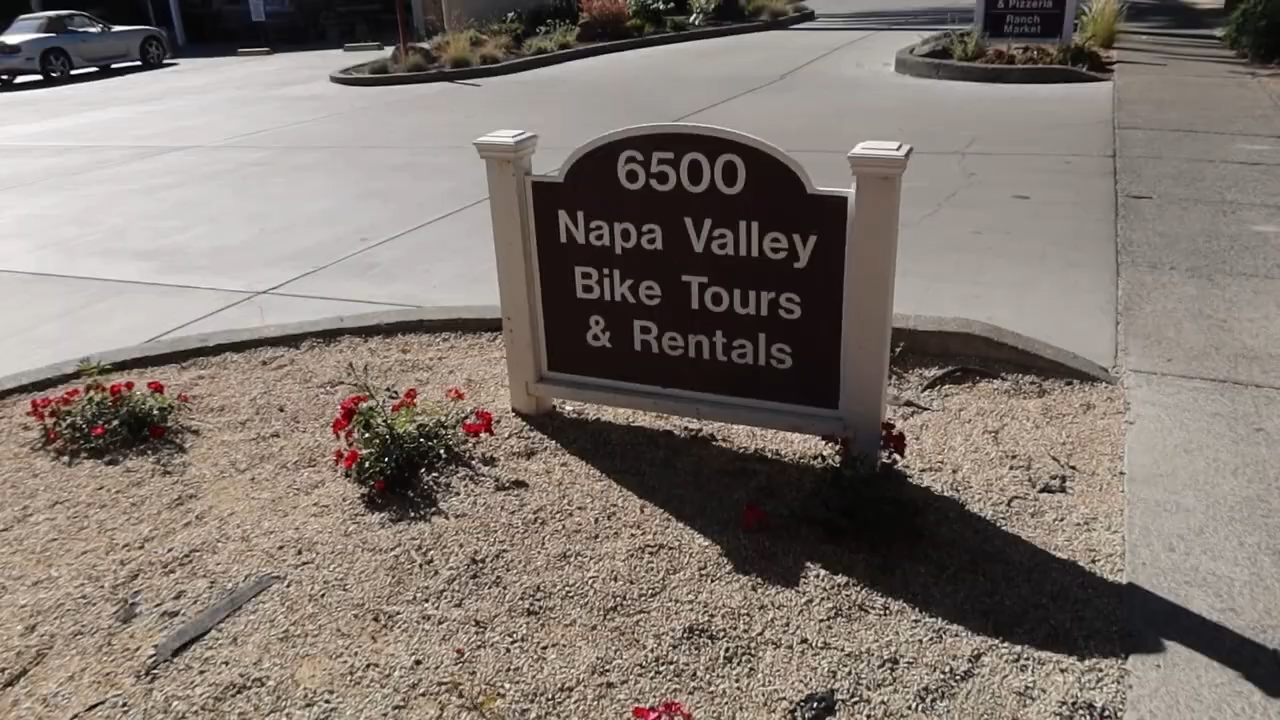 & Pizzeria
Ranch
Market
6500
Napa Valley
Bike Tours
& Rentals